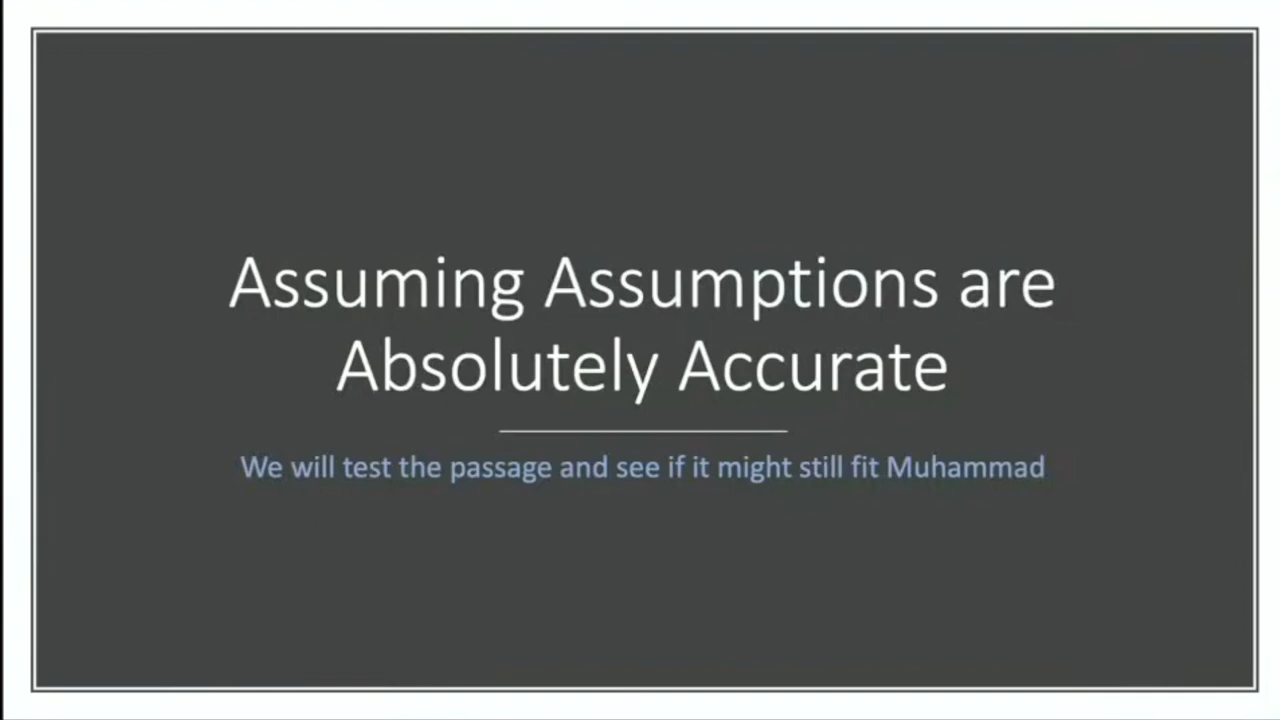 Assuming Assumptions are
Absolutely Accurate
We will test the passage and see if it might still fit Muhammad